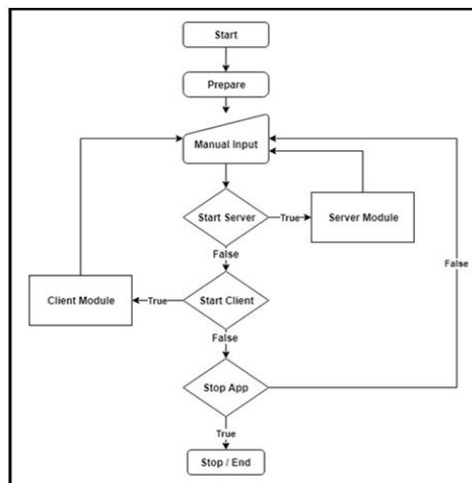 Start
Prepare
Manual Input
Start Server
True
Server Module
False
False
Client Module
True
Start Client
False
Stop App
True
Stop / End